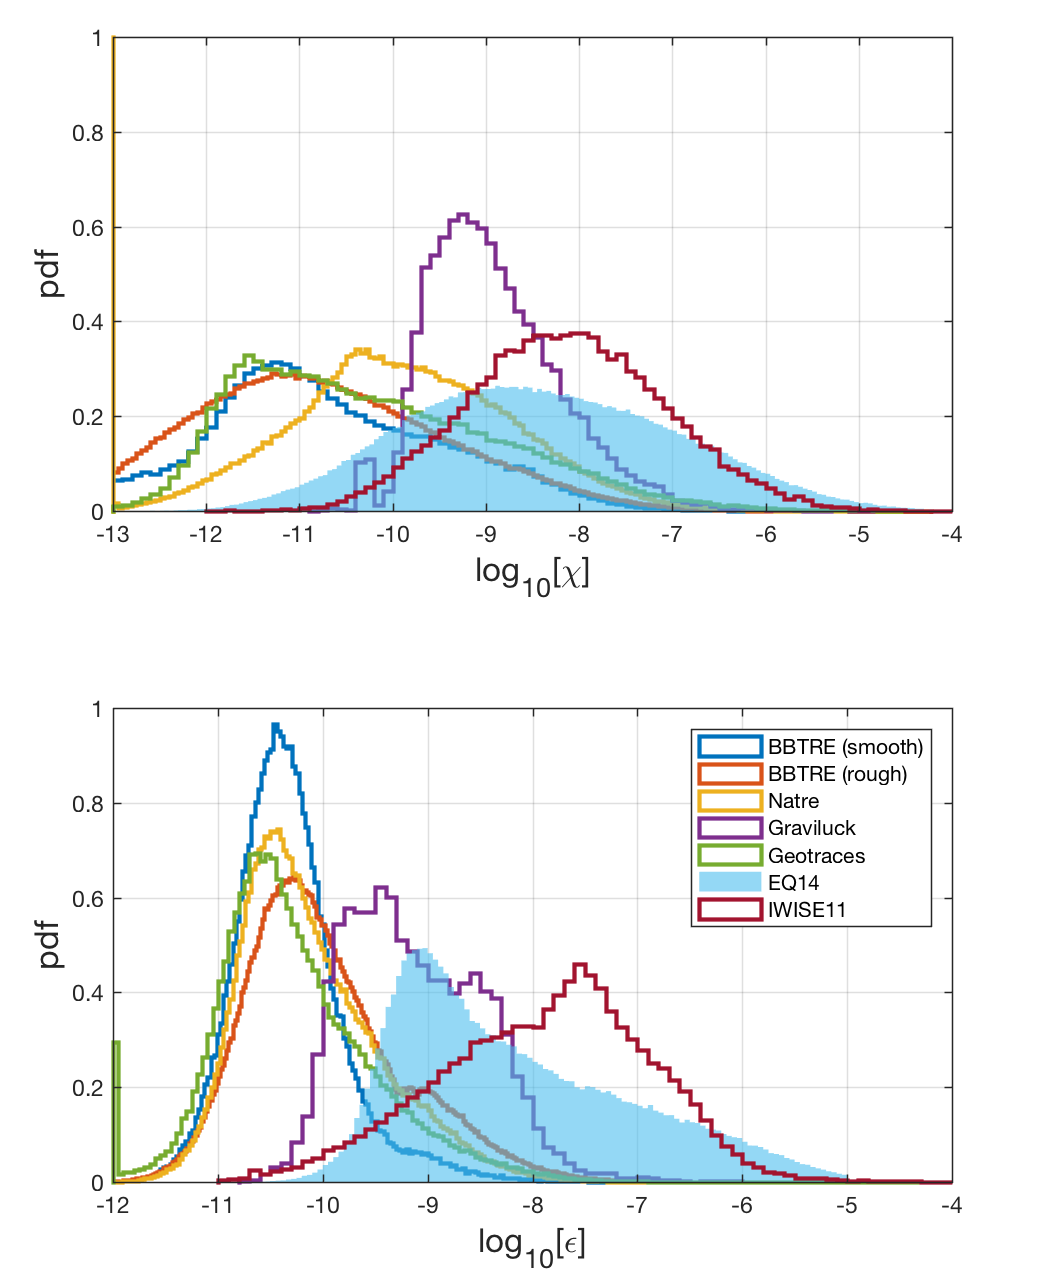 1
0.8
0.6
0.4
0.2
0
pdf
-13 -12 -11 -10 -9 -8 -7 -6 -5 -4
log10[χ]
1
0.8
0.6
0.4
0.2
0
pdf
BBTRE (smooth)
BBTRE (rough)
Natre
Graviluck
Geotraces
EQ14
IWISE11
-12 -11 -10 -9 -8 -7 -6 -5 -4
log10[ϵ]